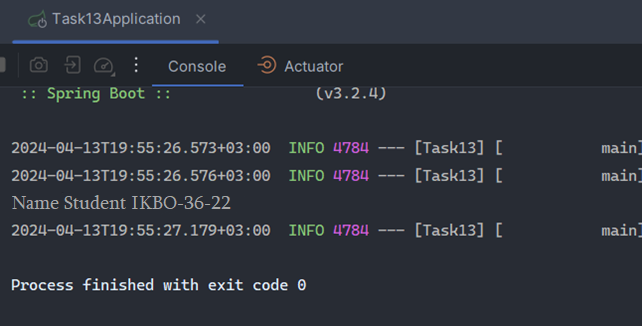 Task13Application
Console Actuator
:: Spring Boot :: (v3.2.4)
2024-04-13T19:55:26.573+03:00 INFO 4784 --- [Task13] [ main]
2024-04-13T19:55:26.576+03:00 INFO 4784 --- [Task13] [ main]
Name Student IKBO-36-22
2024-04-13T19:55:27.179+03:00 INFO 4784 --- [Task13] [ main]
Process finished with exit code 0